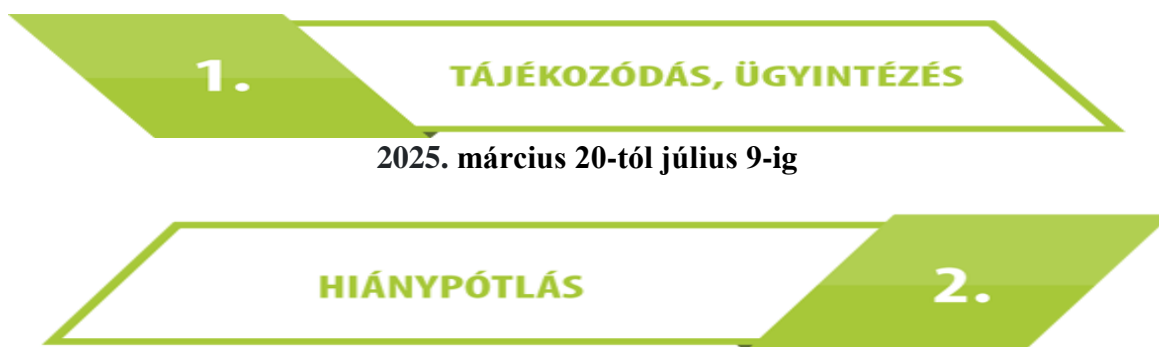 1.
TÁJÉKOZÓDÁS, ÜGYINTÉZÉS
2025. március 20-tól július 9-ig
HIÁNYPÓTLÁS
2.